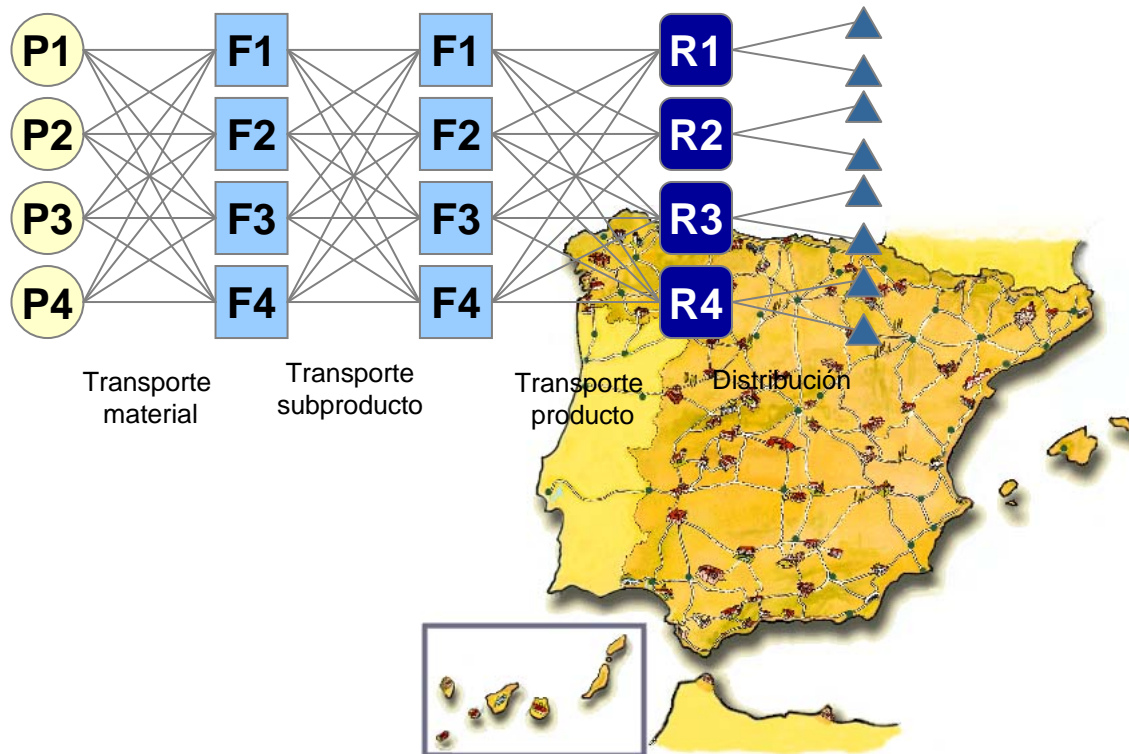 P1 F1 F1 R1
P2 F2 F2 R2
P3 F3 F3 R3
P4 F4 F4 R4
Transporte
material
Transporte
subproducto
Transporte
producto
Distribución